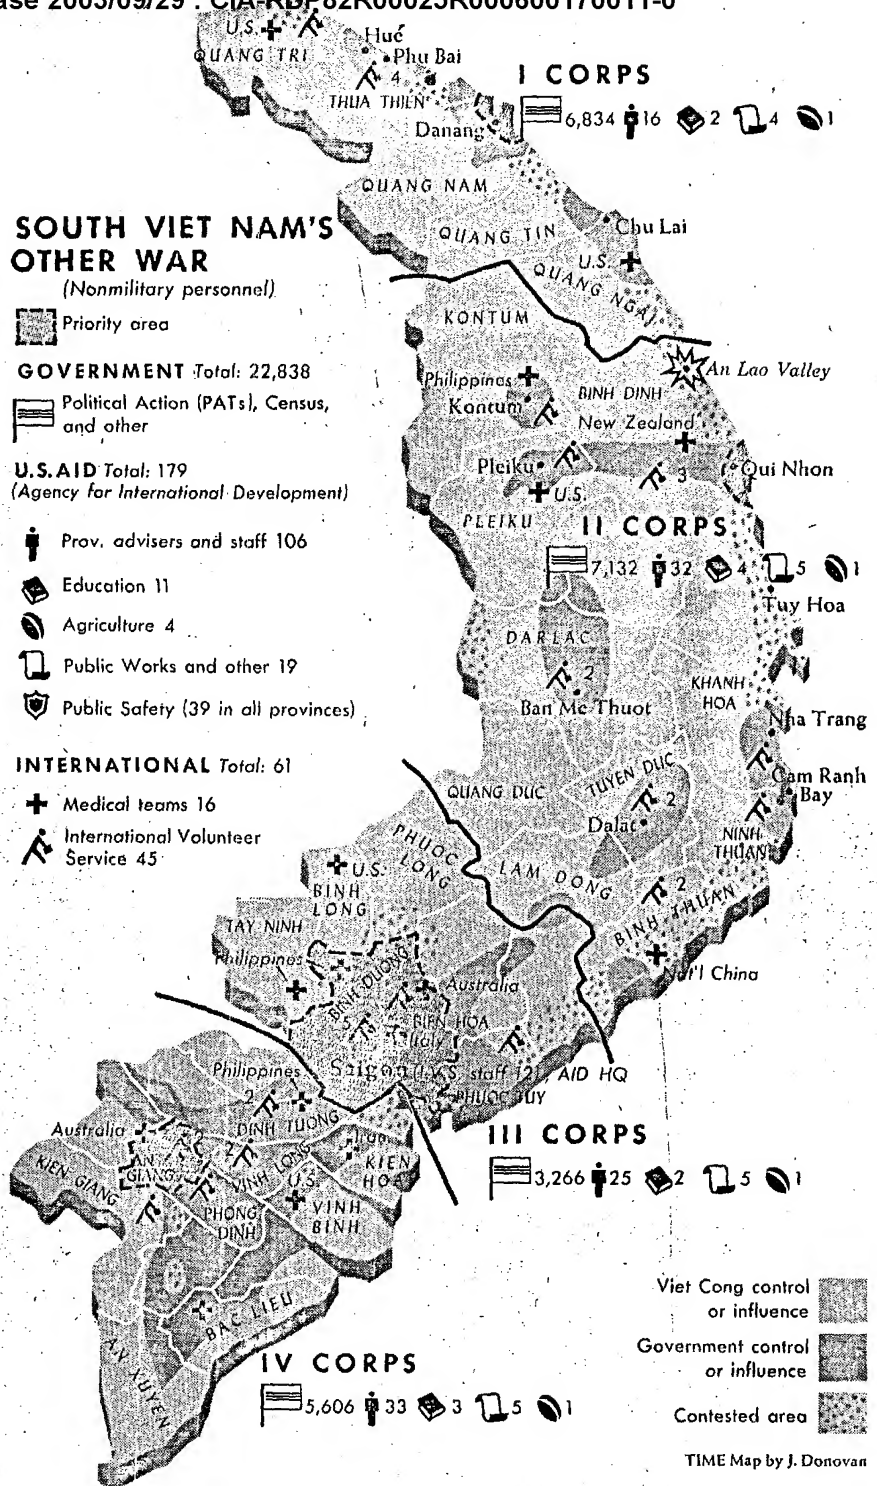 ase 2003/09/29 : CIA-RDP82R00025R000600170011-0
U.S.
Hué
QUANG TRI
Phu Bai
4
THUA THIEN
Danang
I CORPS
6,834 16 2 4 1
QUANG NAM
SOUTH VIET NAM'S
OTHER WAR
(Nonmilitary personnel)
Priority area
QUANG TIN
Chu Lai
U.S.
QUANG NGAI
KONTUM
GOVERNMENT Total: 22,838
Political Action (PATs), Census,
and other
An Lao Valley
Philippines
BINH DINH
Kontum
New Zealand
U.S.AID Total: 179
(Agency for International Development)
Pleiku
3
Qui Nhon
U.S.
PLEIKU
II CORPS
7,132 32 4 5 1
Prov. advisers and staff 106
Education 11
Agriculture 4
Public Works and other 19
Public Safety (39 in all provinces)
Tuy Hoa
DARLAC
2
Ban Me Thuot
KHANH
HOA
Nha Trang
INTERNATIONAL Total: 61
Medical teams 16
International Volunteer
Service 45
Cam Ranh
Bay
QUANG DUC
TUYEN DUC
2
Dalat
NINH
THUAN
PHUOC
LONG
LAM DONG
U.S.
BINH
LONG
2
BINH THUAN
TAY NINH
Philippines
Nat'l China
BINH DUONG
Australia
5
BIEN HOA
Italy
Saigon (I.V.S. staff 12), AID HQ
PHUOC TUY
Philippines
2
DINH TUONG
III CORPS
3,266 25 2 5 1
Australia
2
2
AN
GIANG
VINH LONG
Iran
KIEN
HOA
KIEN GIANG
U.S.
PHONG
DINH
VINH
BINH
BAC LIEU
AN XUYEN
Viet Cong control
or influence
Government control
or influence
Contested area
IV CORPS
5,606 33 3 5 1
TIME Map by J. Donovan